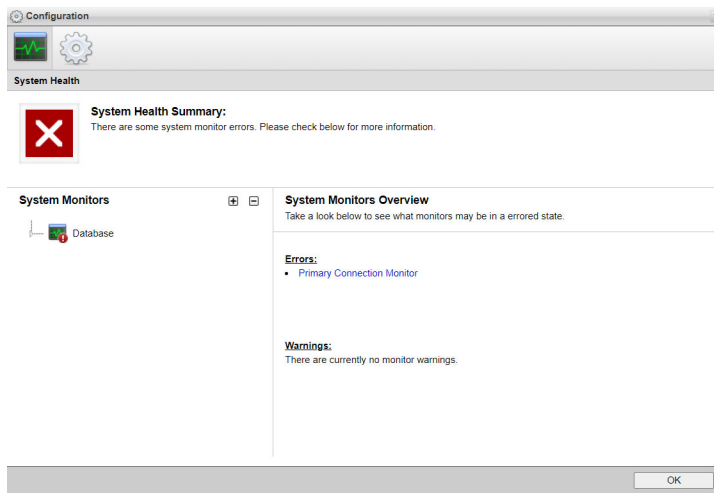 Configuration
System Health
System Health Summary:
There are some system monitor errors. Please check below for more information.
System Monitors
Database
System Monitors Overview
Take a look below to see what monitors may be in a errored state.
Errors:
Primary Connection Monitor
Warnings:
There are currently no monitor warnings.
OK